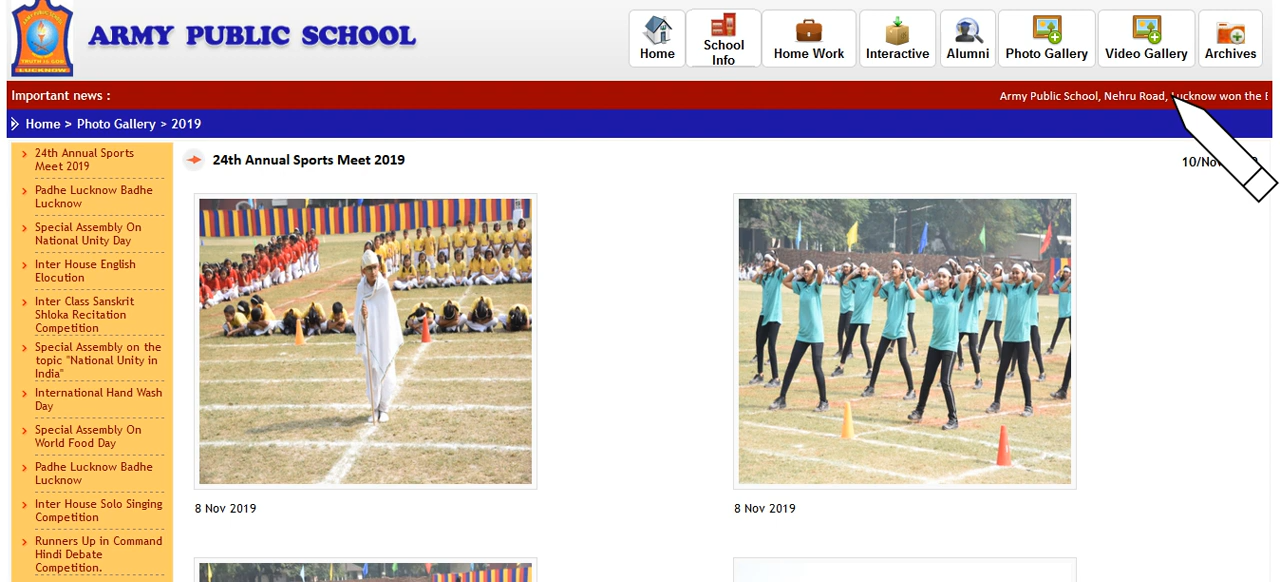 TRUTH IS GOD
LUCKNOW
ARMY PUBLIC SCHOOL
Home
School
Info
Home Work
Interactive
Alumni
Photo Gallery
Video Gallery
Archives
Important news :
Army Public School, Nehru Road, Lucknow won the
Home > Photo Gallery > 2019
24th Annual Sports
Meet 2019
Padhe Lucknow Badhe
Lucknow
Special Assembly On
National Unity Day
Inter House English
Elocution
Inter Class Sanskrit
Shloka Recitation
Competition
Special Assembly on the
topic "National Unity in
India"
International Hand Wash
Day
Special Assembly On
World Food Day
Padhe Lucknow Badhe
Lucknow
Inter House Solo Singing
Competition
Runners Up in Command
Hindi Debate
Competition.
24th Annual Sports Meet 2019
8 Nov 2019
8 Nov 2019